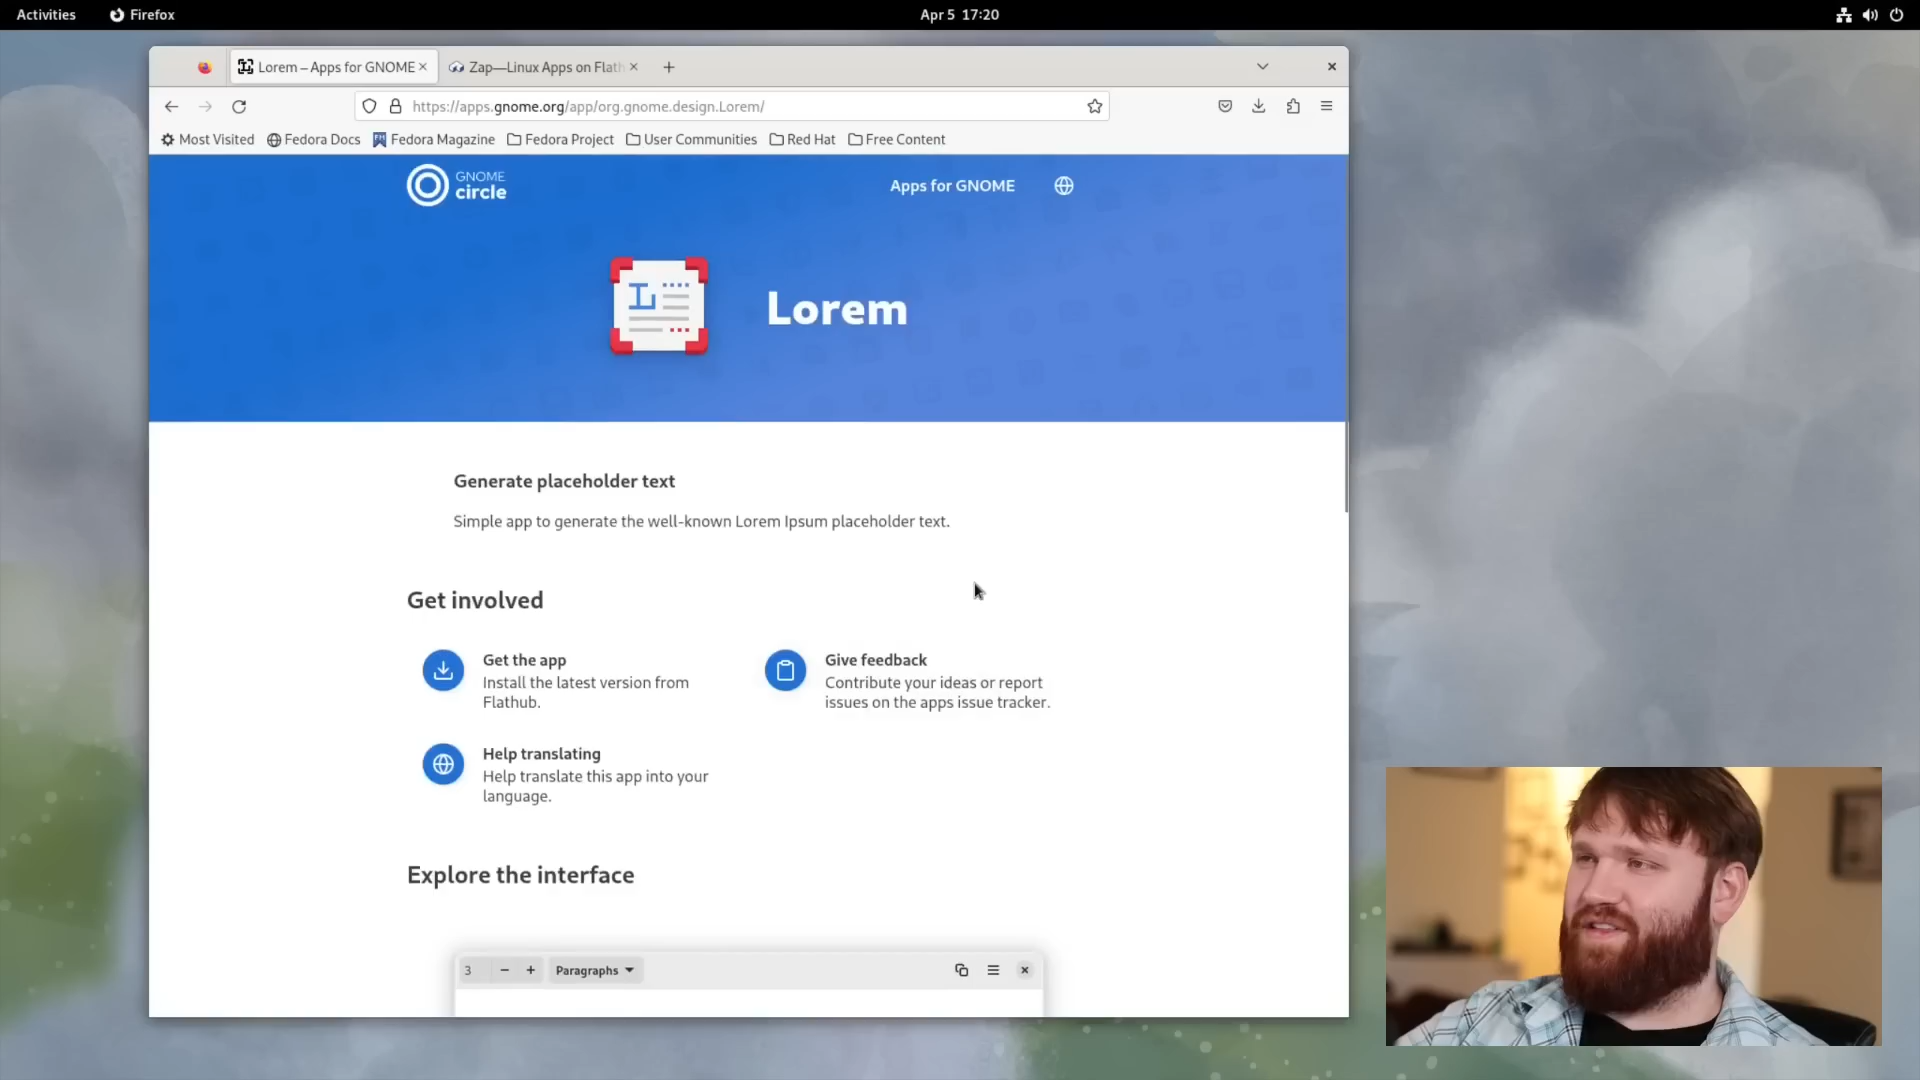 Activities
Firefox
Apr 5 17:20
Lorem – Apps for GNOME
Zap—Linux Apps on Flath
https://apps.gnome.org/app/org.gnome.design.Lorem/
Most Visited
Fedora Docs
Fedora Magazine
Fedora Project
User Communities
Red Hat
Free Content
GNOME
circle
Apps for GNOME
Lorem
Generate placeholder text
Simple app to generate the well-known Lorem Ipsum placeholder text.
Get involved
Get the app
Install the latest version from
Flathub.
Give feedback
Contribute your ideas or report
issues on the apps issue tracker.
Help translating
Help translate this app into your
language.
Explore the interface
3 − + Paragraphs